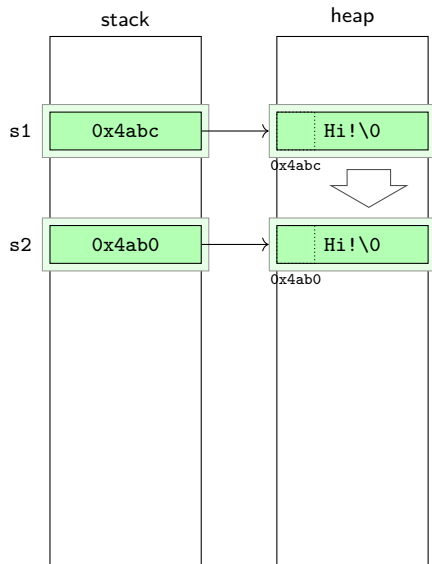 stack heap
s1 0x4abc Hi!\0
0x4abc
s2 0x4ab0 Hi!\0
0x4ab0